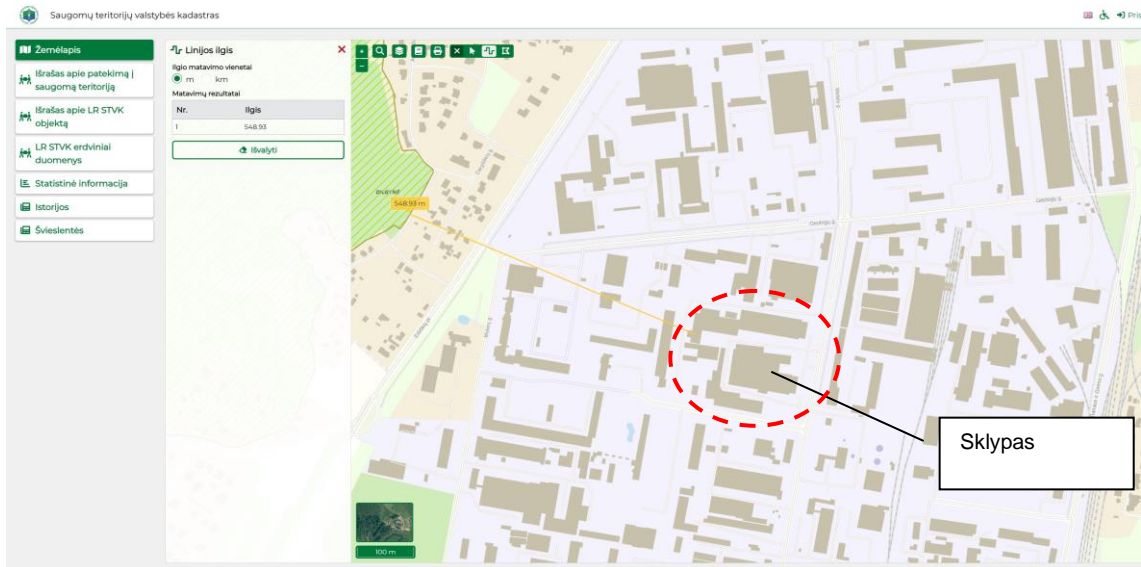 Saugomų teritorijų valstybės kadastras
Pris
Žemėlapis
Išrašas apie patekimą į
saugomą teritoriją
Išrašas apie LR STVK
objektą
LR STVK erdviniai
duomenys
Statistinė informacija
Istorijos
Švieslentės
Linijos ilgis
Ilgio matavimo vienetai
m km
Matavimų rezultatai
Nr. Ilgis
1 548.93
Išvalyti
548.93 m
Sklypas
100 m